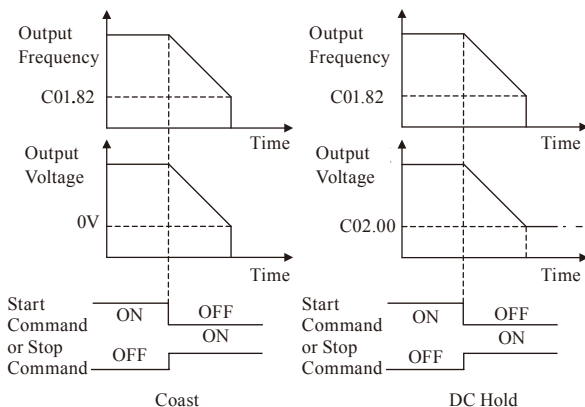 Output
Frequency
C01.82
Time
Output
Voltage
0V
Time
Start
Command
or Stop
Command
ON
OFF
OFF
ON
Coast
Output
Frequency
C01.82
Time
Output
Voltage
C02.00
Time
Start
Command
or Stop
Command
ON
OFF
OFF
ON
DC Hold